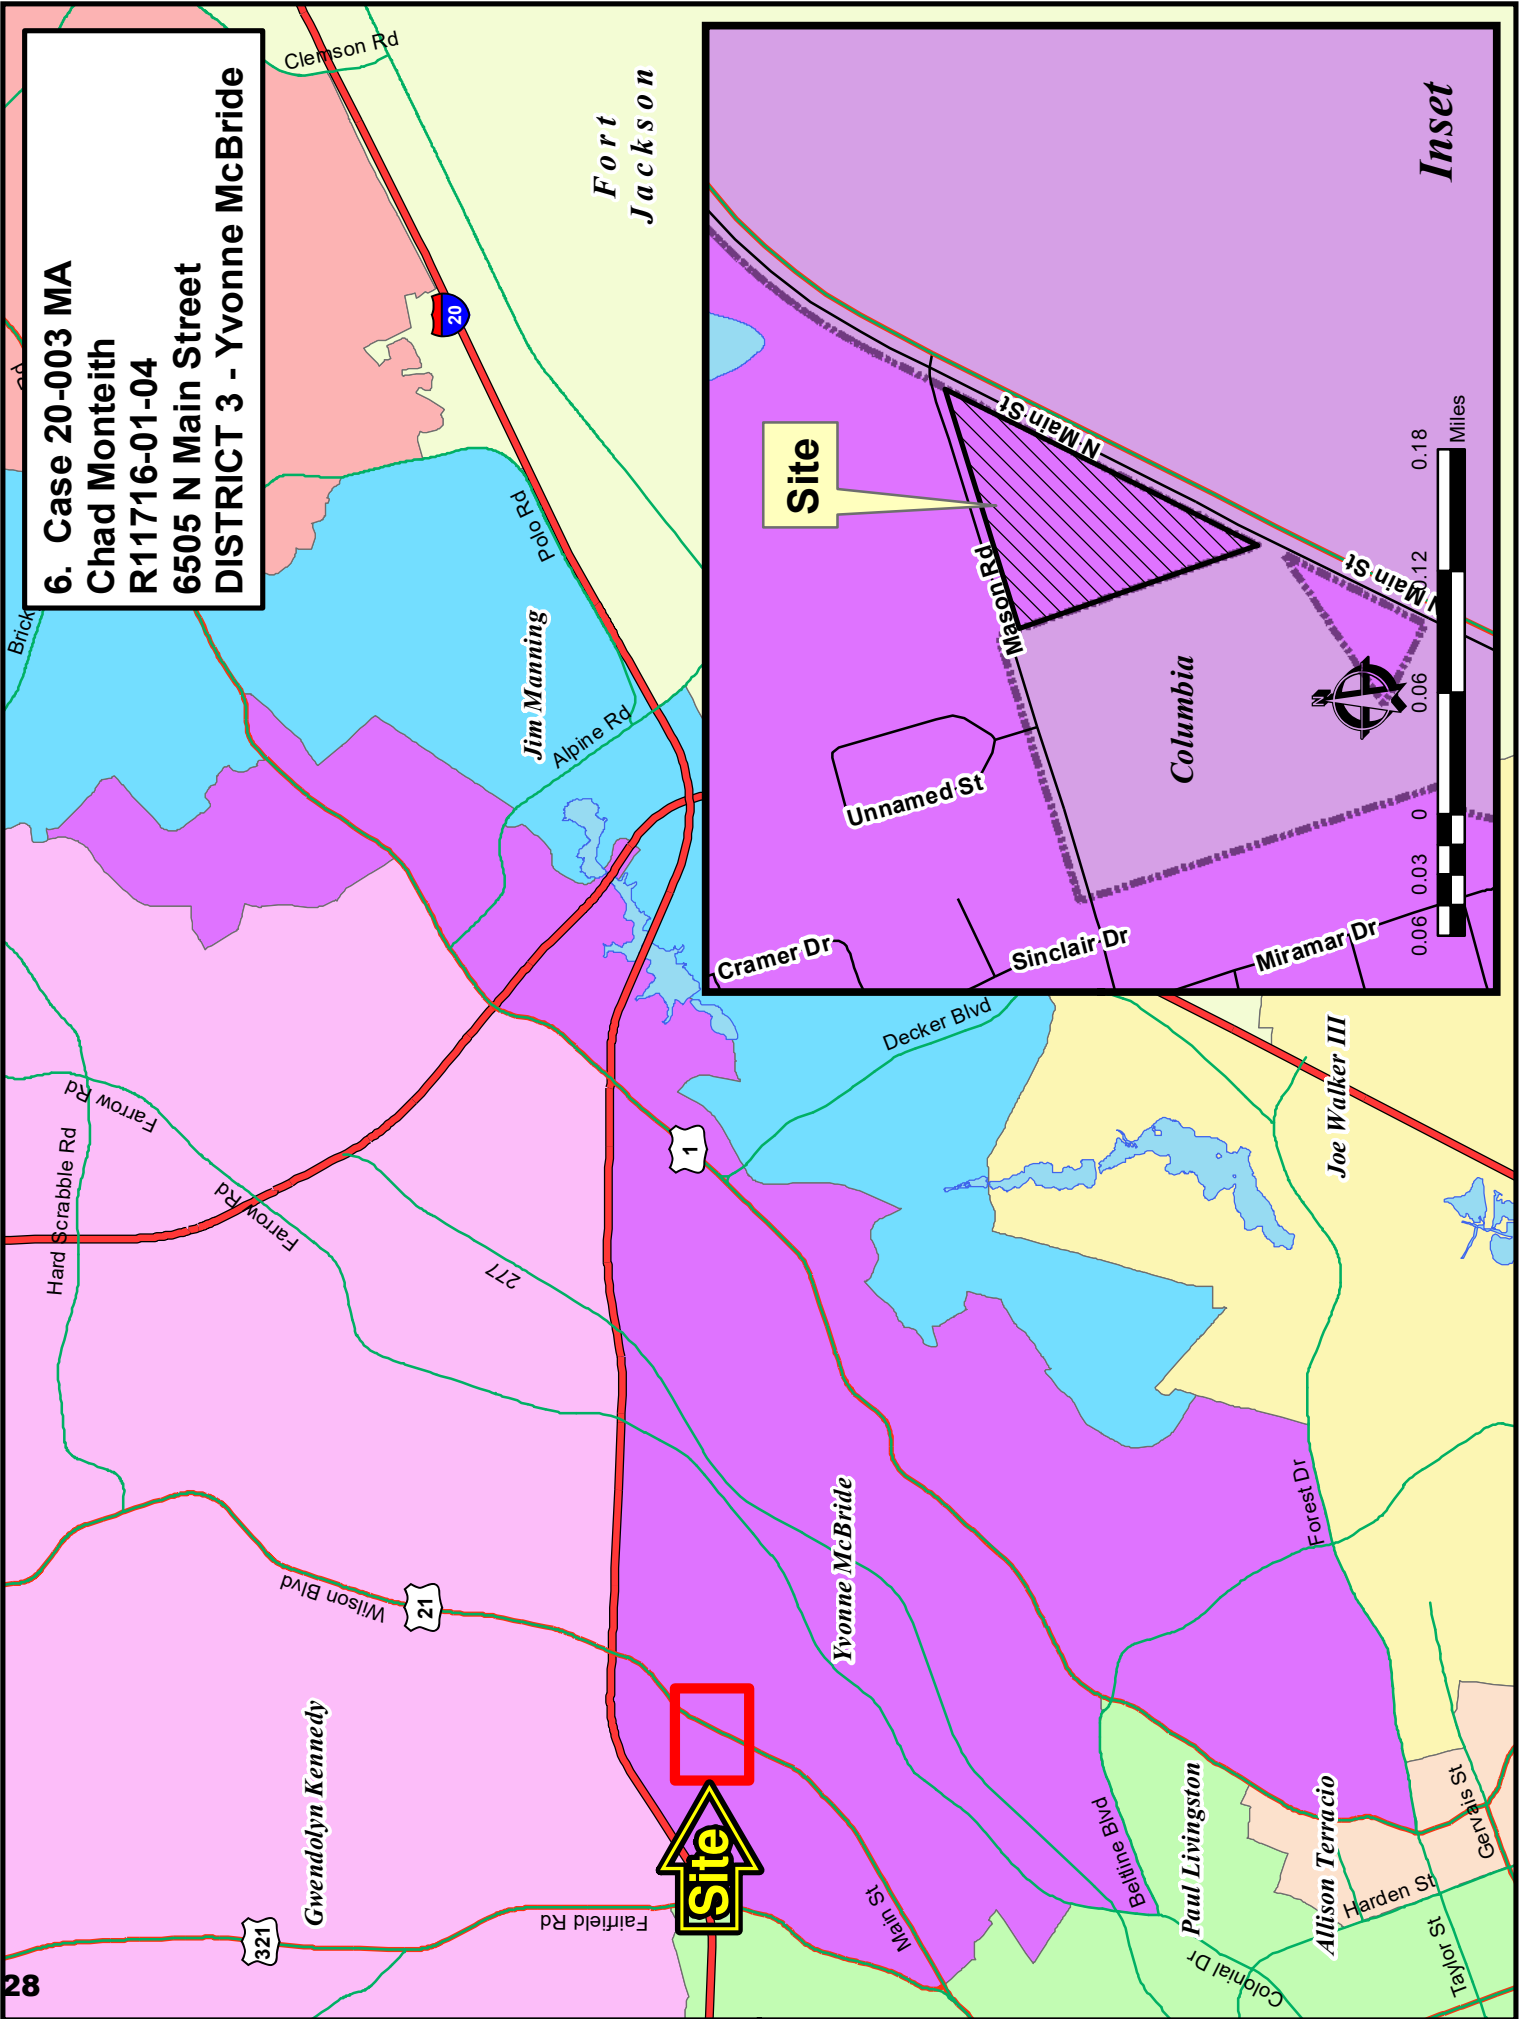 28
6. Case 20-003 MA
Chad Monteith
R11716-01-04
6505 N Main Street
DISTRICT 3 - Yvonne McBride
Clemson Rd
20
Fort
Jackson
Brick
Polo Rd
Jim Manning
Alpine Rd
Hard Scrabble Rd
Farrow Rd
Farrow Rd
277
1
Decker Blvd
Joe Walker III
Wilson Blvd
21
Yvonne McBride
Forest Dr
Gwendolyn Kennedy
321
Fairfield Rd
Site
Main St
Beltline Blvd
Paul Livingston
Allison Terracio
Gervais St
Harden St
Taylor St
Colonial Dr
Inset
Site
N Main St
N Main St
Mason Rd
Columbia
Unnamed St
Cramer Dr
Sinclair Dr
Miramar Dr
N
0.06 0.03 0 0.06 0.12 0.18
Miles